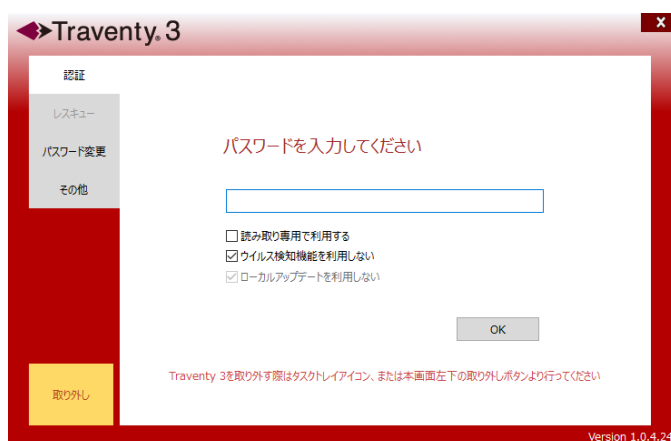 Traventy® 3
X
認証
レスキュー
パスワード変更
その他
パスワードを入力してください
読み取り専用で利用する
ウイルス検知機能を利用しない
ローカルアップデートを利用しない
OK
Traventy 3を取り外す際はタスクトレイアイコン、または本画面左下の取り外しボタンより行ってください
取り外し
Version 1.0.4.24